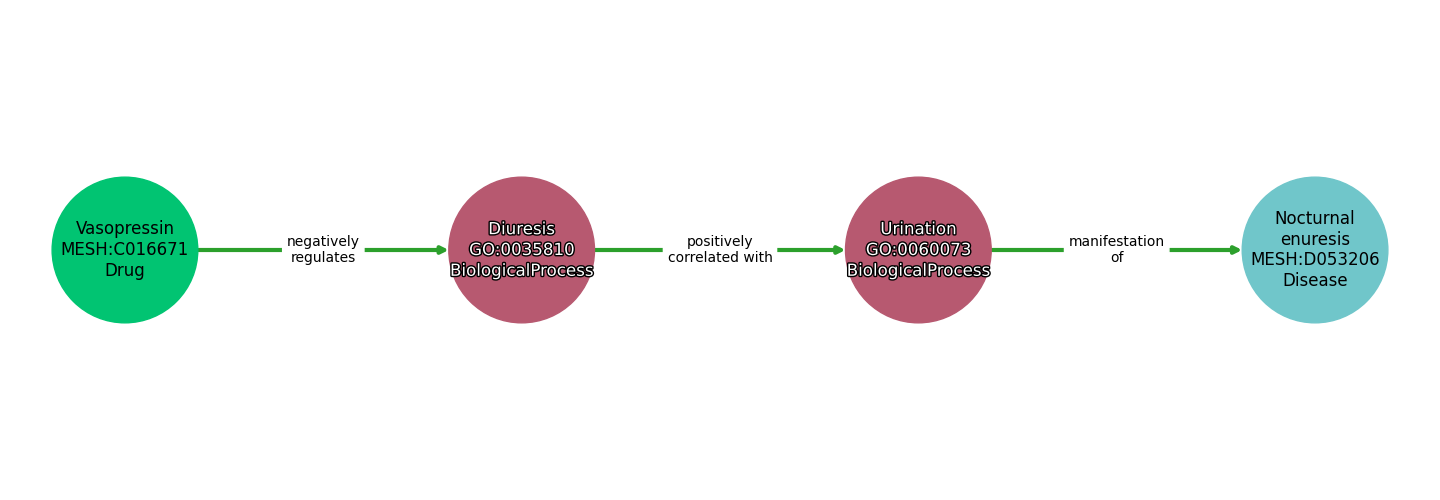 Vasopressin
MESH:C016671
Drug
negatively
regulates
Diuresis
GO:0035810
BiologicalProcess
positively
correlated with
Urination
GO:0060073
BiologicalProcess
manifestation
of
Nocturnal
enuresis
MESH:D053206
Disease